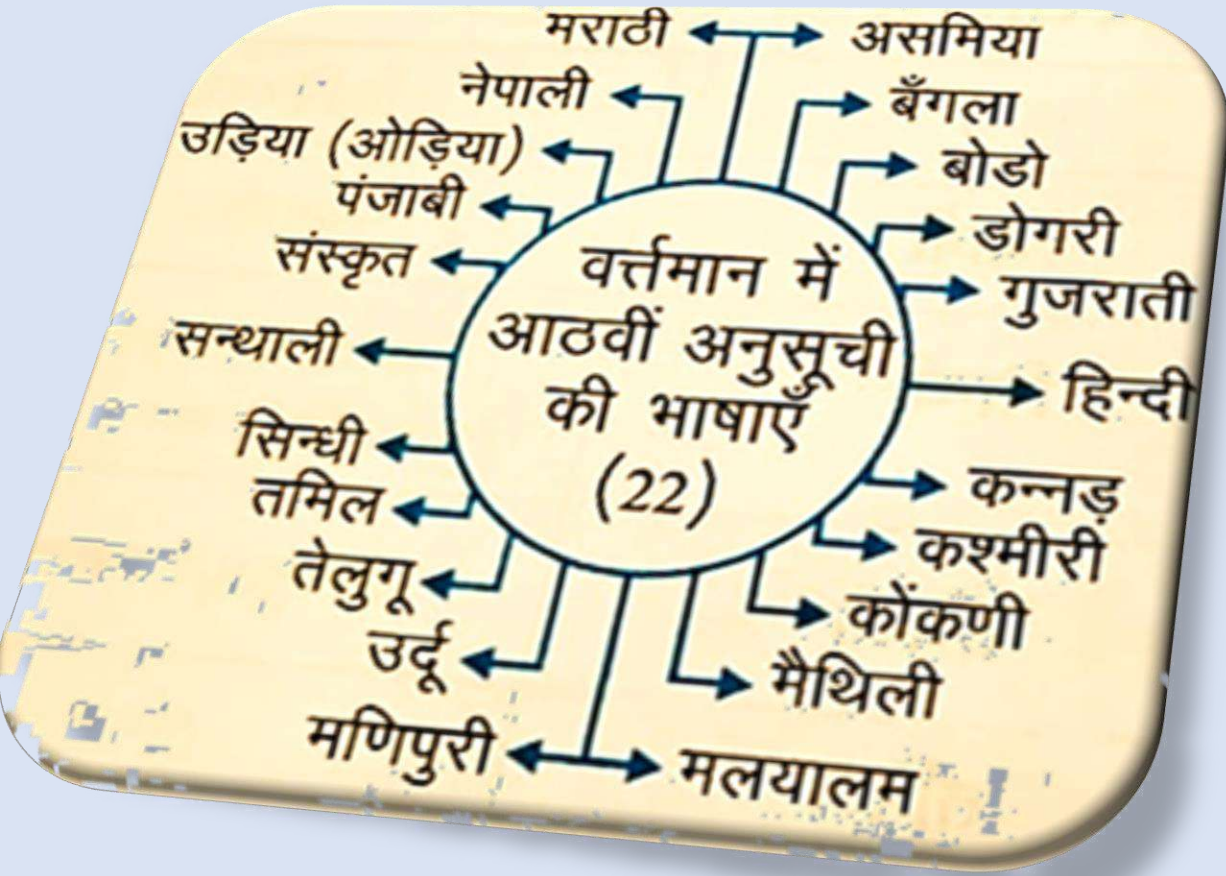 मराठी
असमिया
नेपाली
बँगला
उड़िया (ओड़िया)
बोडो
पंजाबी
डोगरी
संस्कृत
गुजराती
वर्त्तमान में
आठवीं अनुसूची
की भाषाएँ
(22)
सन्थाली
हिन्दी
सिन्धी
कन्नड़
तमिल
कश्मीरी
तेलुगू
कोंकणी
उर्दू
मैथिली
मणिपुरी
मलयालम